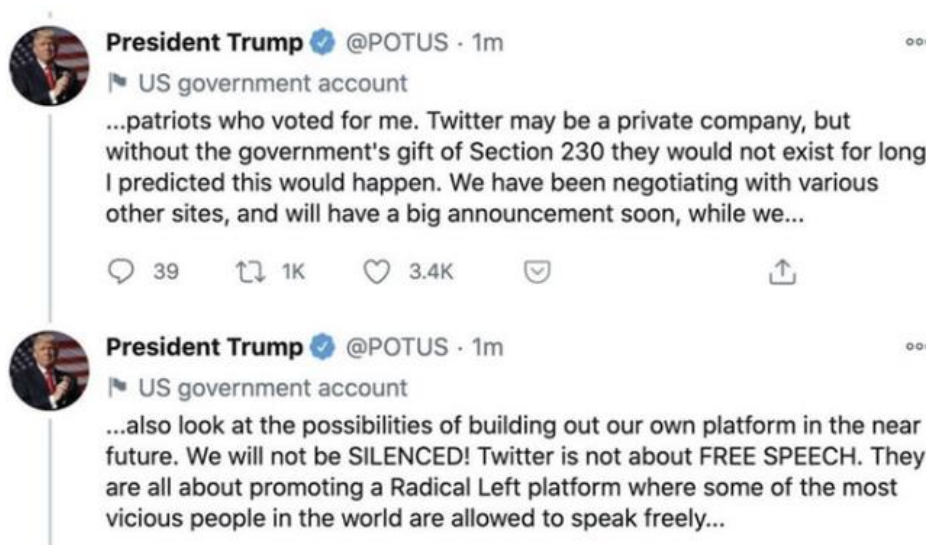 President Trump @POTUS · 1m
US government account
...patriots who voted for me. Twitter may be a private company, but
without the government's gift of Section 230 they would not exist for long
I predicted this would happen. We have been negotiating with various
other sites, and will have a big announcement soon, while we...
39 1K 3.4K
President Trump @POTUS · 1m
US government account
...also look at the possibilities of building out our own platform in the near
future. We will not be SILENCED! Twitter is not about FREE SPEECH. They
are all about promoting a Radical Left platform where some of the most
vicious people in the world are allowed to speak freely...